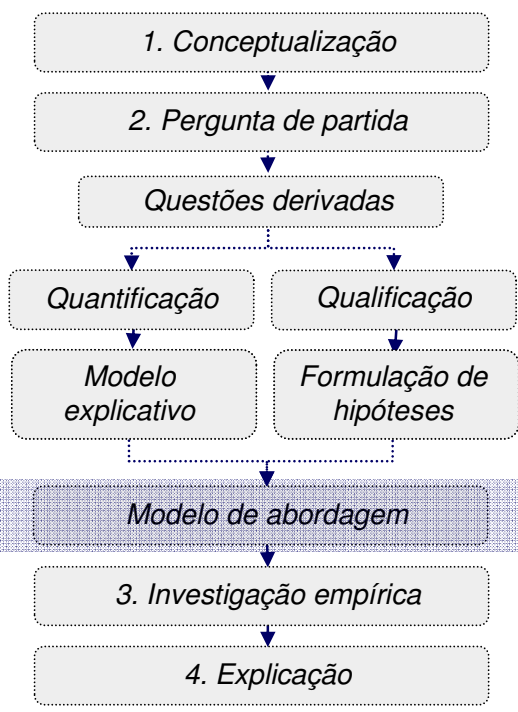 1. Conceptualização
2. Pergunta de partida
Questões derivadas
Quantificação
Qualificação
Modelo
explicativo
Formulação de
hipóteses
Modelo de abordagem
3. Investigação empírica
4. Explicação